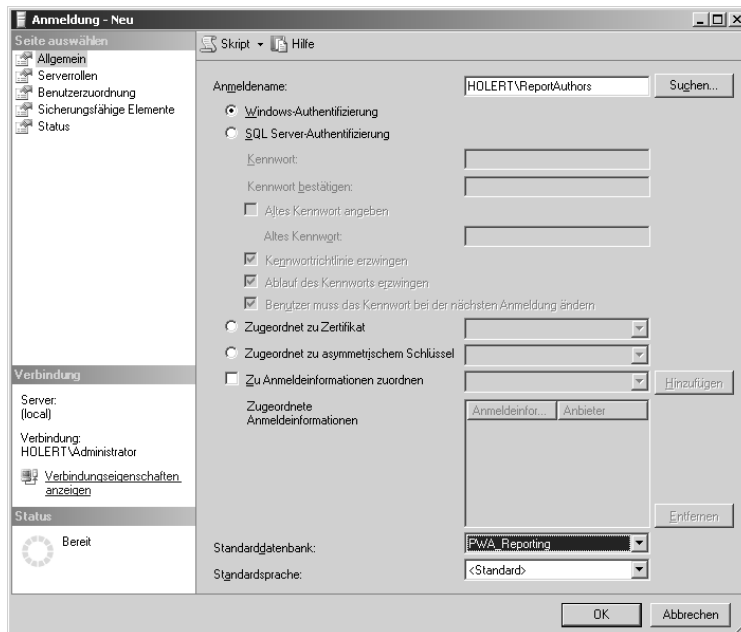 Anmeldung - Neu
Seite auswählen
Allgemein
Serverrollen
Benutzerzuordnung
Sicherungsfähige Elemente
Status
Verbindung
Server:
(local)
Verbindung:
HOLERT\Administrator
Verbindungseigenschaften
anzeigen
Status
Bereit
Skript
Hilfe
Anmeldename:
HOLERT\ReportAuthors
Suchen...
Windows-Authentifizierung
SQL Server-Authentifizierung
Kennwort:
Kennwort bestätigen:
Altes Kennwort angeben
Altes Kennwort:
Kennwortrichtlinie erzwingen
Ablauf des Kennworts erzwingen
Benutzer muss das Kennwort bei der nächsten Anmeldung ändern
Zugeordnet zu Zertifikat
Zugeordnet zu asymmetrischem Schlüssel
Zu Anmeldeinformationen zuordnen
Hinzufügen
Zugeordnete
Anmeldeinformationen
Anmeldeinfor... Anbieter
Entfernen
Standarddatenbank:
PWA_Reporting
Standardsprache:
<Standard>
OK
Abbrechen